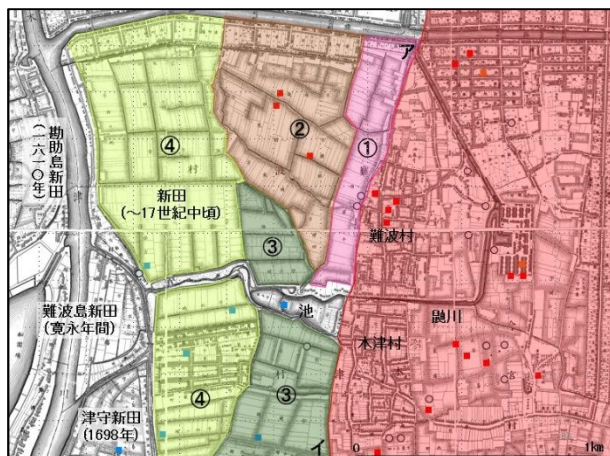 ア
①
②
④
③
勘助島新田
(一六一〇年)
新田
(~17世紀中頃)
難波村
難波島新田
(寛永年間)
池
鼬川
木津村
④
③
津守新田
(1698年)
イ
0
1km